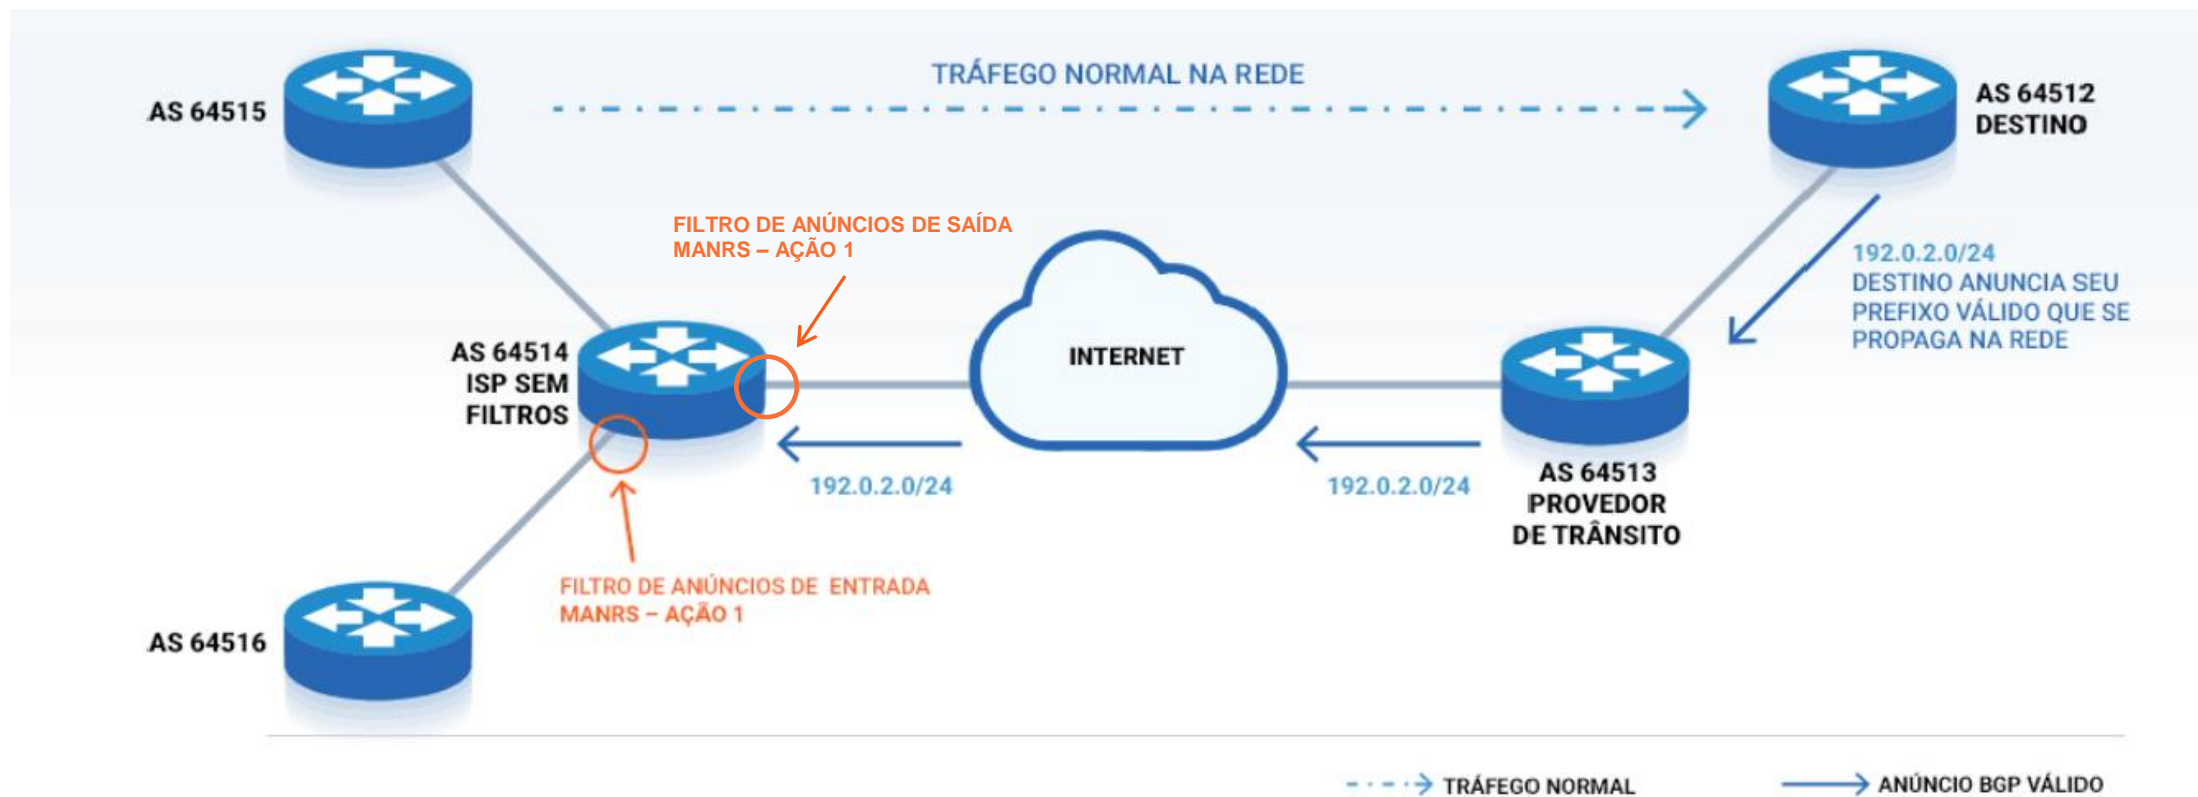 TRÁFEGO NORMAL NA REDE
AS 64515
AS 64512
DESTINO
FILTRO DE ANÚNCIOS DE SAÍDA
MANRS – AÇÃO 1
192.0.2.0/24
DESTINO ANUNCIA SEU
PREFIXO VÁLIDO QUE SE
PROPAGA NA REDE
AS 64514
ISP SEM
FILTROS
INTERNET
192.0.2.0/24
192.0.2.0/24
AS 64513
PROVEDOR
DE TRÂNSITO
FILTRO DE ANÚNCIOS DE ENTRADA
MANRS – AÇÃO 1
AS 64516
TRÁFEGO NORMAL
ANÚNCIO BGP VÁLIDO